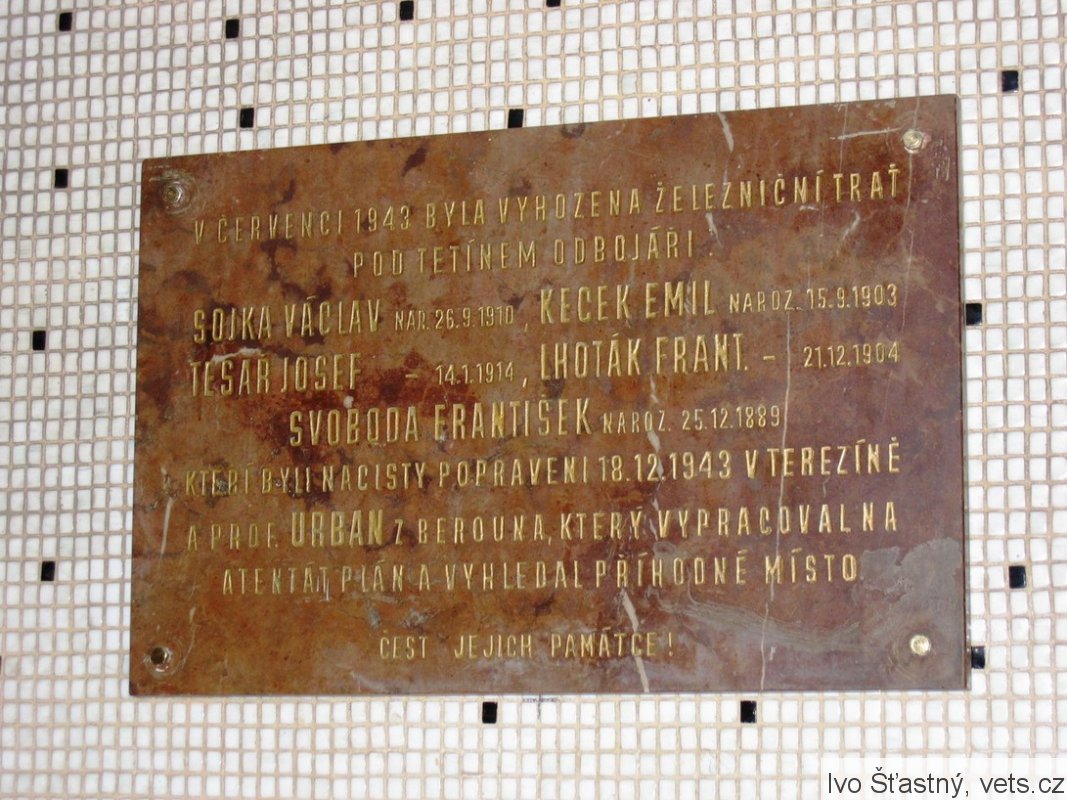 V ČERVENCI 1943 BYLA VYHOZENA ŽELEZNIČNÍ TRAŤ
POD TETÍNEM ODBOJÁŘI:
SOJKA VÁCLAV NAR. 26.9.1910, KECEK EMIL NAROZ. 15.9.1903
TESAŘ JOSEF - 14.1.1914, LHOTÁK FRANT. - 21.12.1904
SVOBODA FRANTIŠEK NAROZ. 25.12.1889
KTEŘÍ BYLI NACISTY POPRAVENI 18.12.1943 V TEREZÍNĚ
A PROF. URBAN Z BEROUNA, KTERÝ VYPRACOVAL NA
ATENTÁT PLÁN A VYHLEDAL PŘÍHODNÉ MÍSTO.
ČEST JEJICH PAMÁTCE!
Ivo Šťastný, vets.cz